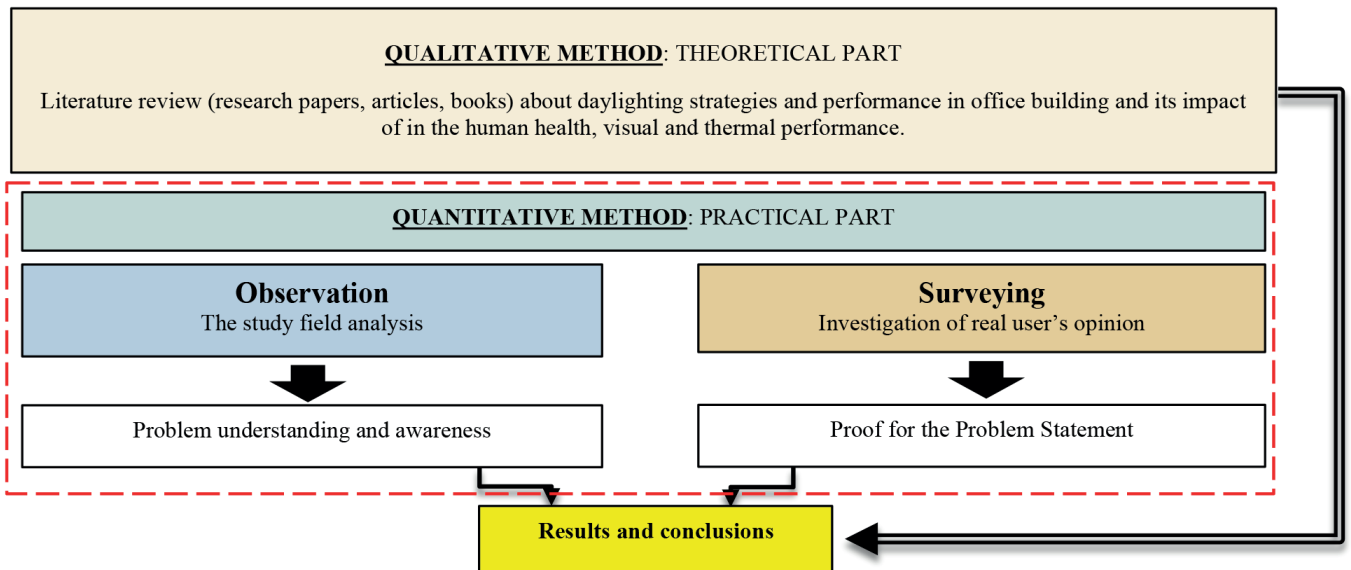 QUALITATIVE METHOD: THEORETICAL PART
Literature review (research papers, articles, books) about daylighting strategies and performance in office building and its impact
of in the human health, visual and thermal performance.
QUANTITATIVE METHOD: PRACTICAL PART
Observation
The study field analysis
Surveying
Investigation of real user’s opinion
Problem understanding and awareness
Proof for the Problem Statement
Results and conclusions